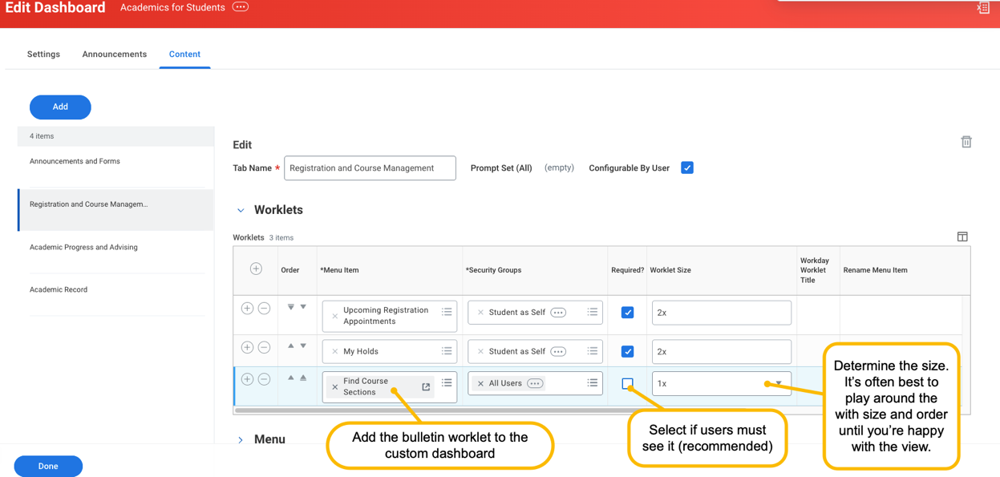 Edit Dashboard Academics for Students
Settings Announcements Content
Add
4 items
Announcements and Forms
Registration and Course Managem...
Academic Progress and Advising
Academic Record
Edit
Tab Name * Registration and Course Management Prompt Set (All) (empty) Configurable By User
Worklets
Worklets 3 items
Order *Menu Item *Security Groups Required? Worklet Size Workday Worklet Title Rename Menu Item
Upcoming Registration Appointments Student as Self 2x
My Holds Student as Self 2x
Find Course Sections All Users 1x
Menu
Add the bulletin worklet to the
custom dashboard
Select if users must
see it (recommended)
Determine the size.
It's often best to
play around the
with size and order
until you're happy
with the view.
Done